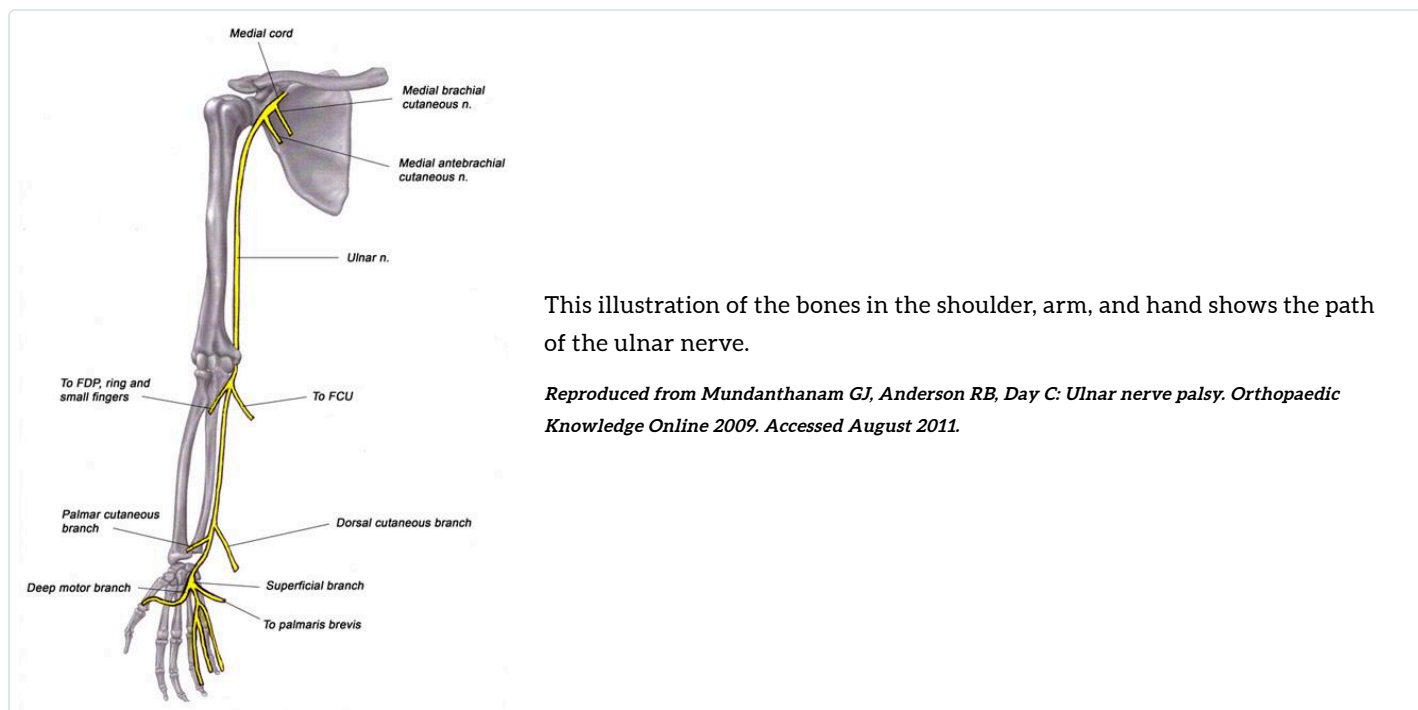 Medial cord
Medial brachial
cutaneous n.
Medial antebrachial
cutaneous n.
Ulnar n.
To FDP, ring and
small fingers
To FCU
Palmar cutaneous
branch
Dorsal cutaneous branch
Deep motor branch
Superficial branch
To palmaris brevis
This illustration of the bones in the shoulder, arm, and hand shows the path
of the ulnar nerve.
Reproduced from Mundanthanam GJ, Anderson RB, Day C: Ulnar nerve palsy. Orthopaedic
Knowledge Online 2009. Accessed August 2011.